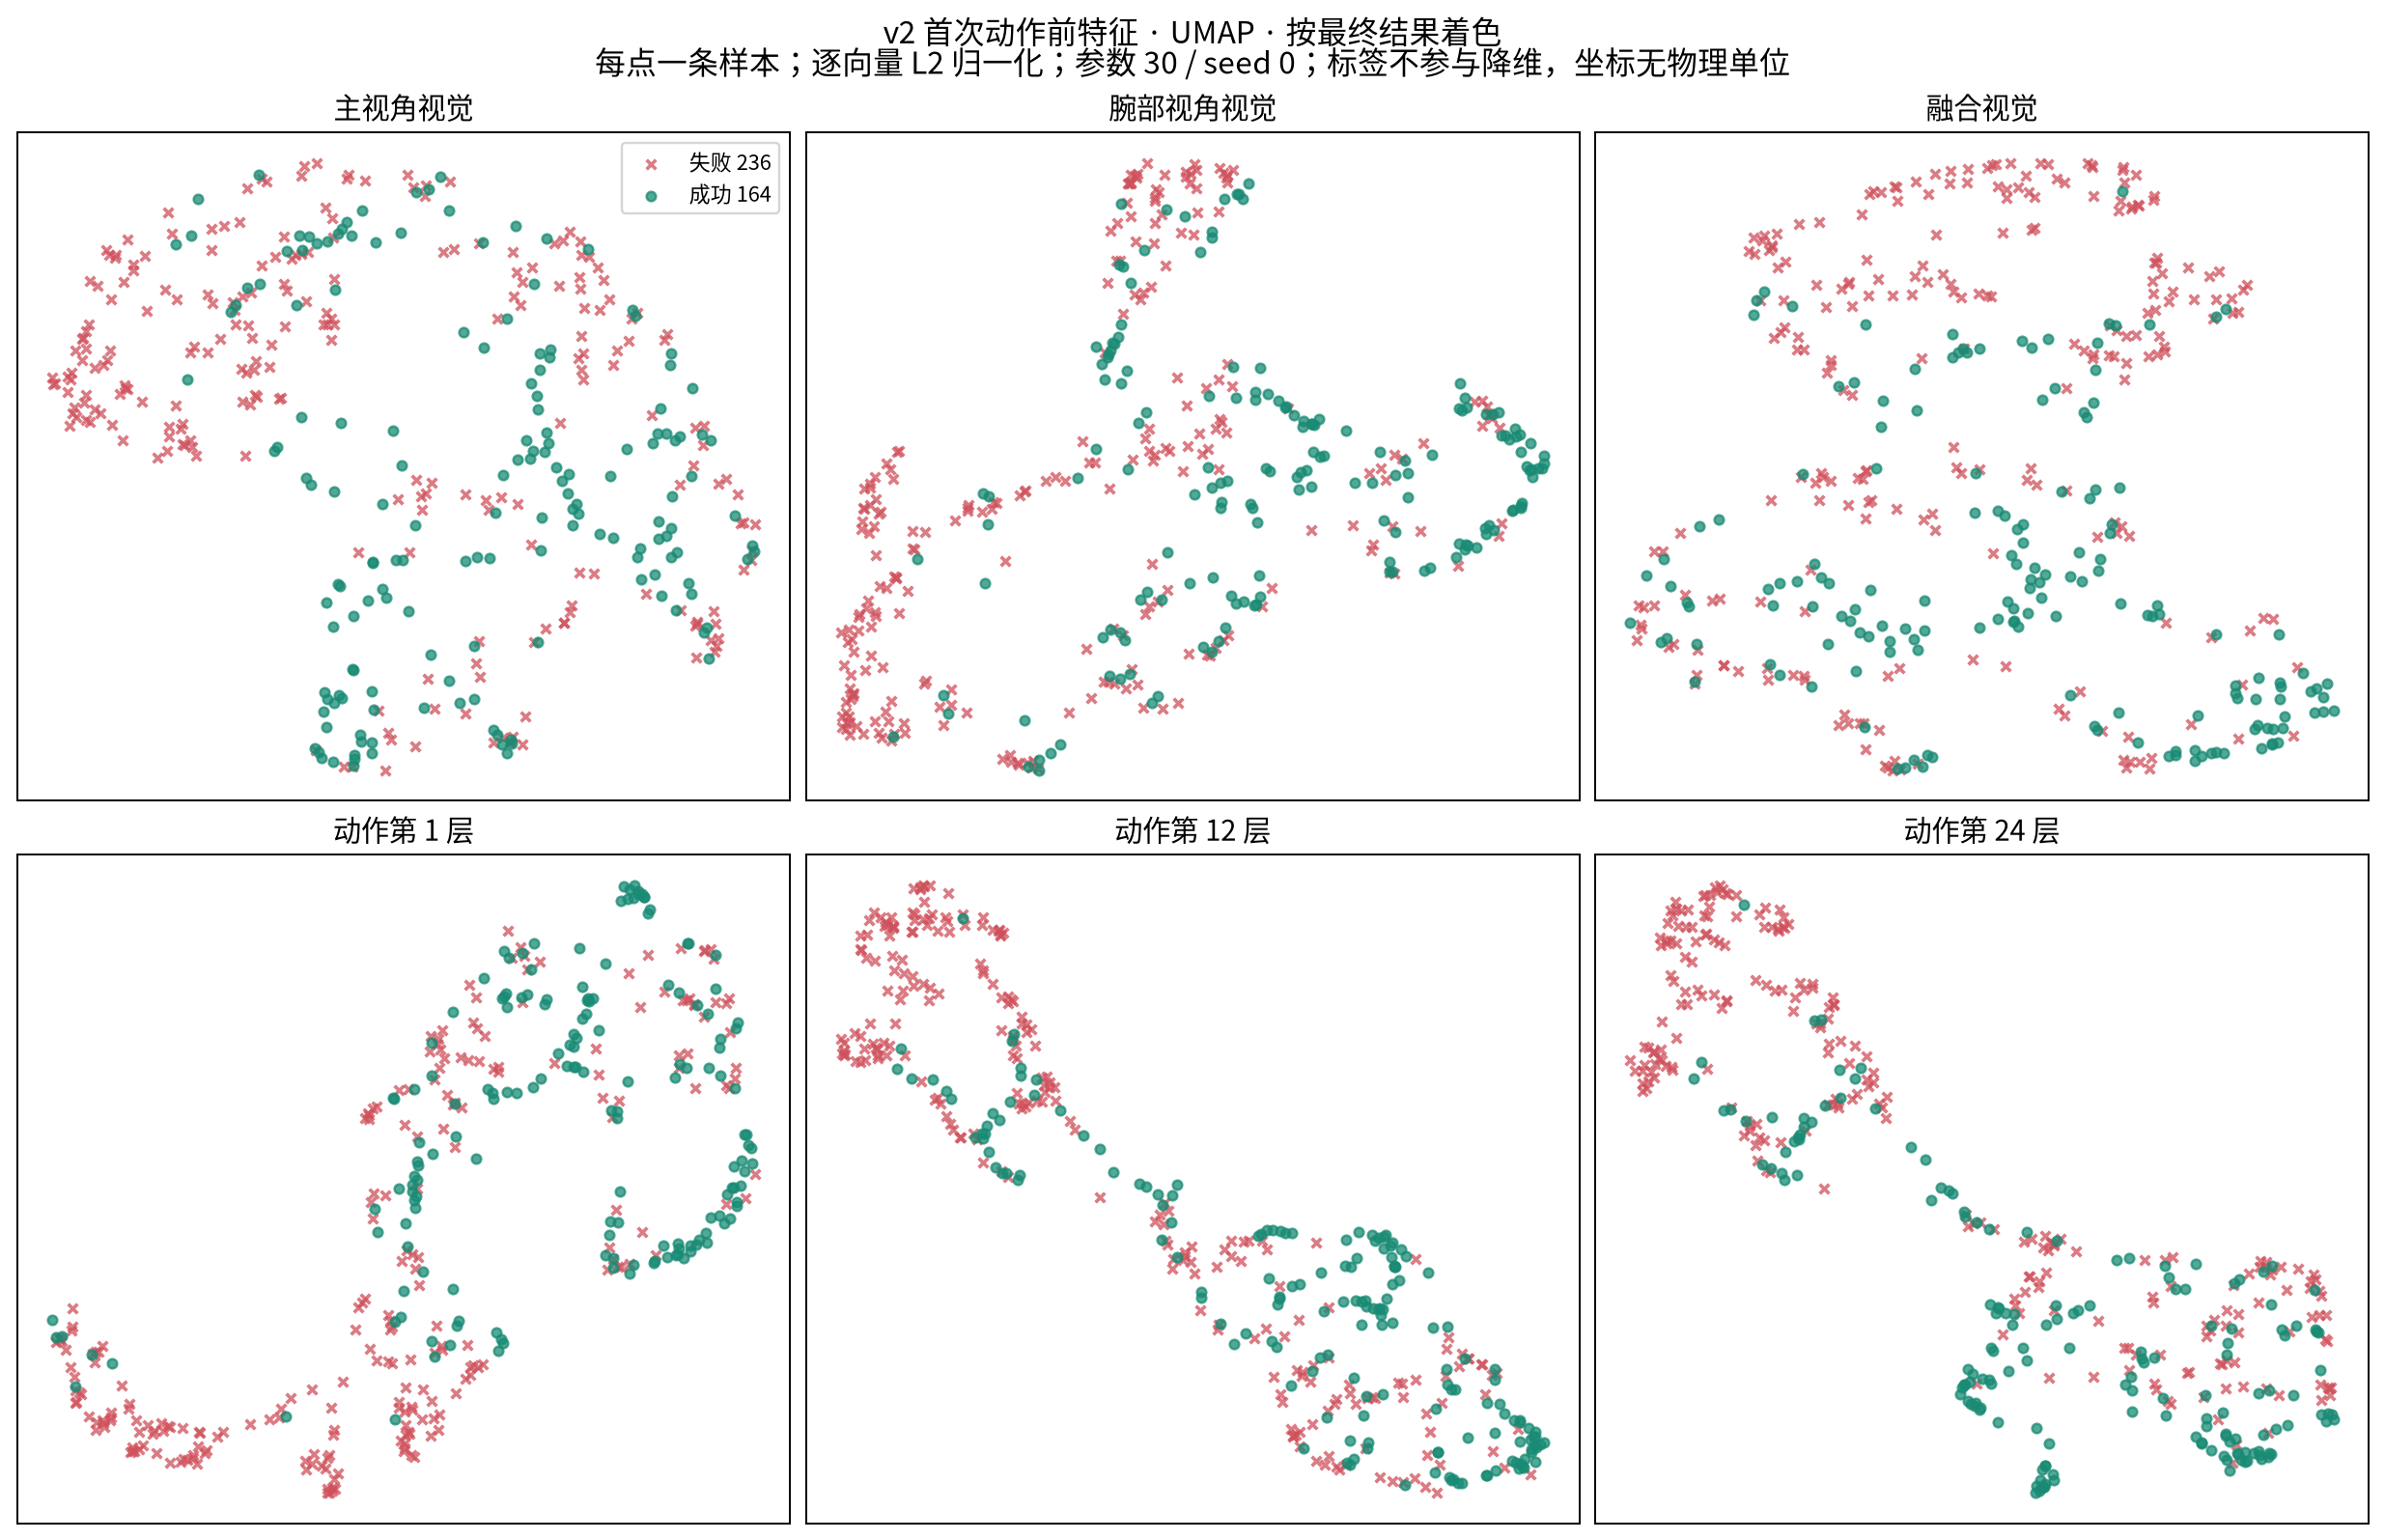 v2 首次动作前特征 · UMAP · 按最终结果着色
每点一条样本；逐向量 L2 归一化；参数 30 / seed 0；标签不参与降维，坐标无物理单位
主视角视觉
腕部视角视觉
融合视觉
失败 236
成功 164
动作第 1 层
动作第 12 层
动作第 24 层